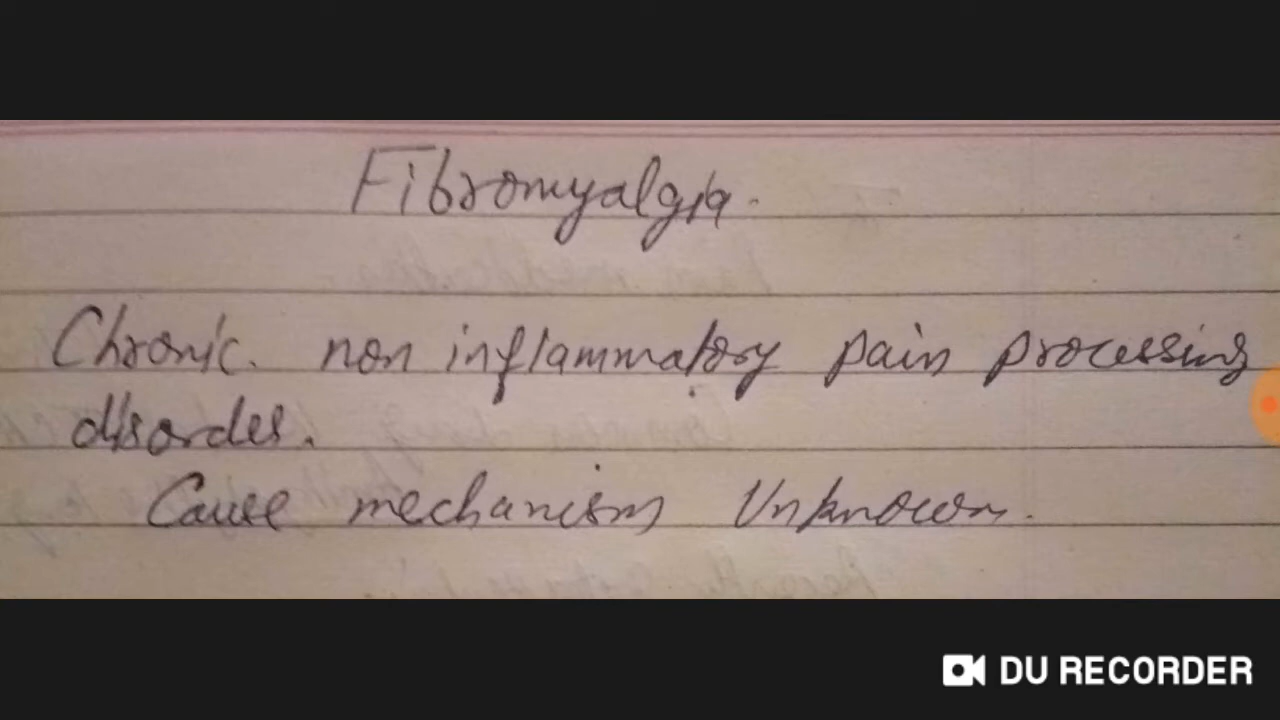 Fibromyalgia.
Chronic. non inflammatory pain processing
disorder.
Cause mechanism Unknown.
DU RECORDER